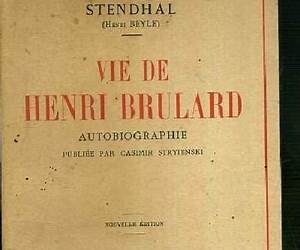 STENDHAL
(HENRI BEYLE)
VIE DE
HENRI BRULARD
AUTOBIOGRAPHIE
PUBLIÉE PAR CASIMIR STRYIENSKI
NOUVELLE ÉDITION